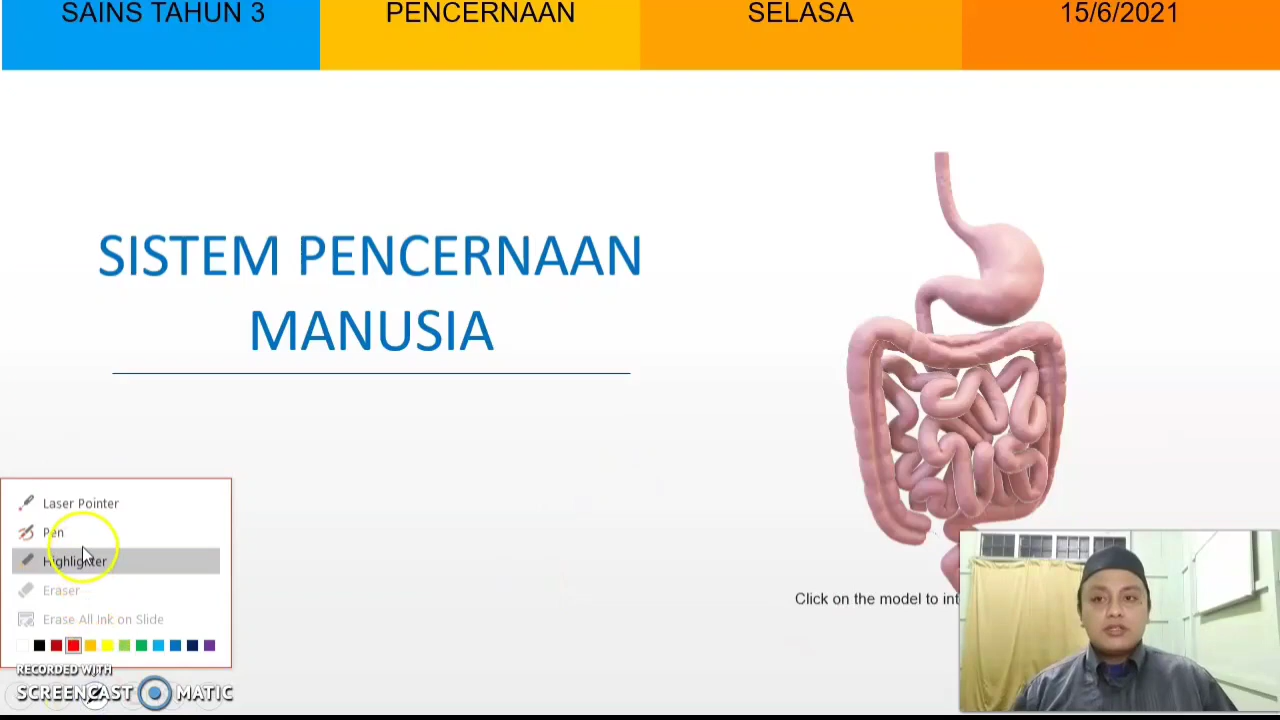 SAINS TAHUN 3
PENCERNAAN
SELASA
15/6/2021
SISTEM PENCERNAAN
MANUSIA
Click on the model to int
Laser Pointer
Pen
Highlighter
Eraser
Erase All Ink on Slide
RECORDED WITH
SCREENCAST MATIC